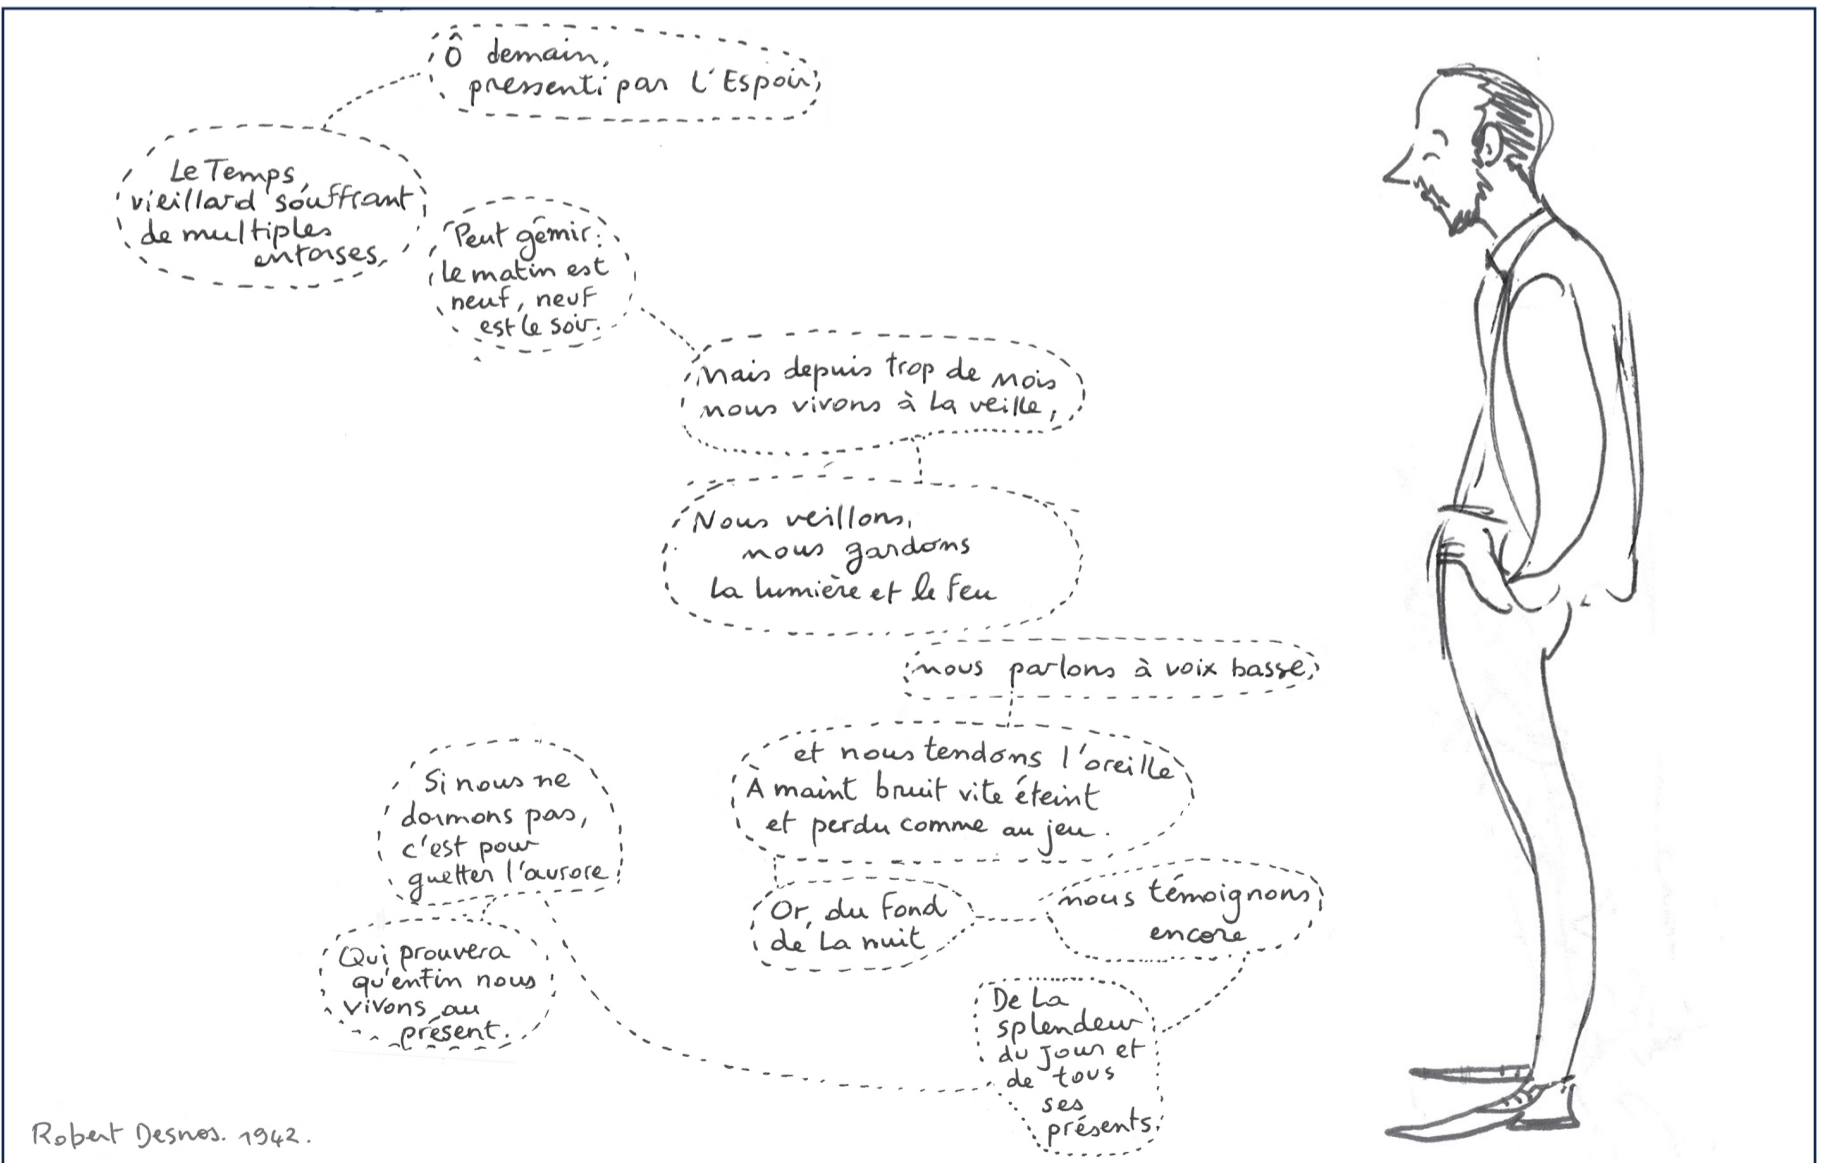 Ô demain,
pressenti par l'Espoir,
Le Temps,
vieillard souffrant
de multiples
entorses,
Peut gémir:
le matin est
neuf, neuf
est le soir.
Mais depuis trop de mois
nous vivons à la veille,
Nous veillons,
nous gardons
la lumière et le feu
nous parlons à voix basse,
et nous tendons l'oreille
A maint bruit vite éteint
et perdu comme au jeu.
Or, du fond
de la nuit
nous témoignons
encore
De la
splendeur
du jour et
de tous
ses
présents.
Si nous ne
dormons pas,
c'est pour
guetter l'aurore
Qui prouvera
qu'enfin nous
vivons au
présent.
Robert Desnos. 1942.